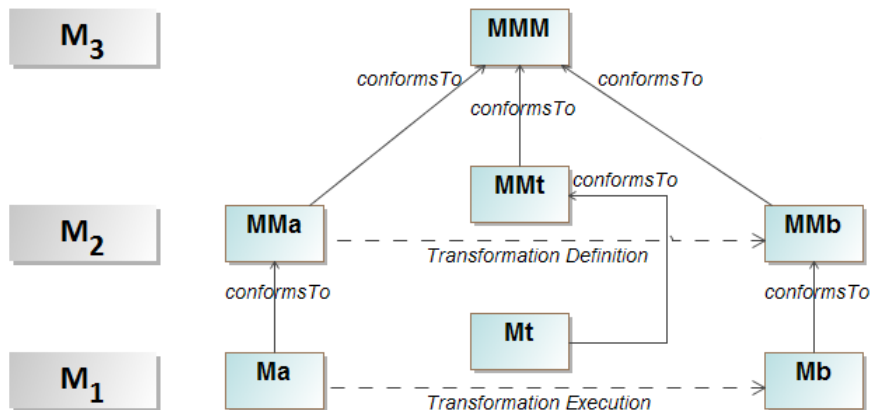 M3
MMM
conformsTo
conformsTo
conformsTo
MMt
conformsTo
M2
MMa
MMb
Transformation Definition
conformsTo
conformsTo
Mt
M1
Ma
Mb
Transformation Execution